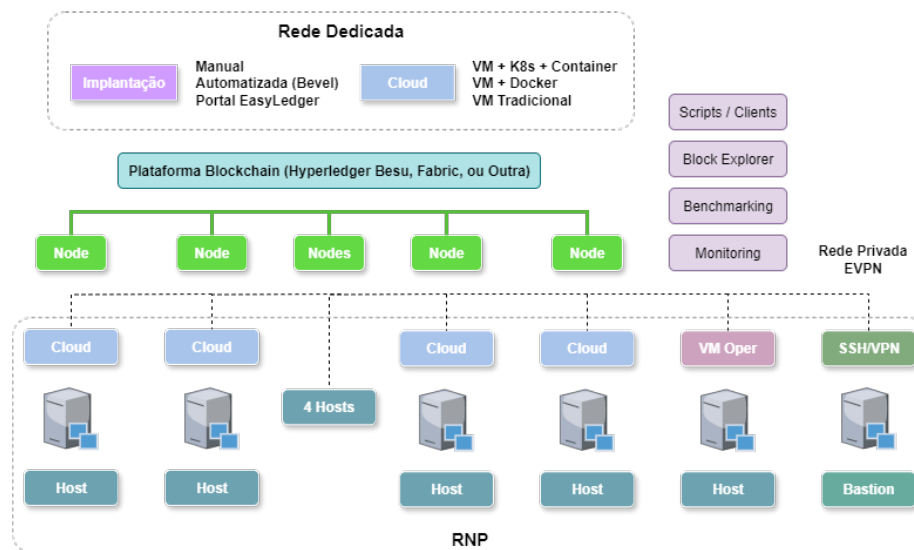 Rede Dedicada
Implantação
Manual
Automatizada (Bevel)
Portal EasyLedger
Cloud
VM + K8s + Container
VM + Docker
VM Tradicional
Scripts / Clients
Block Explorer
Benchmarking
Monitoring
Plataforma Blockchain (Hyperledger Besu, Fabric, ou Outra)
Node
Node
Nodes
Node
Node
Rede Privada
EVPN
Cloud
Cloud
Cloud
Cloud
VM Oper
SSH/VPN
4 Hosts
Host
Host
Host
Host
Host
Bastion
RNP